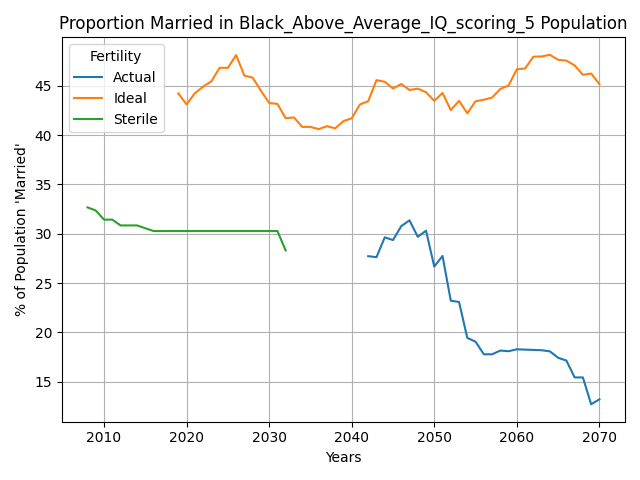 Proportion Married in Black_Above_Average_IQ_scoring_5 Population
Fertility
Actual
Ideal
Sterile
% of Population 'Married'
45
40
35
30
25
20
15
2010
2020
2030
2040
2050
2060
2070
Years